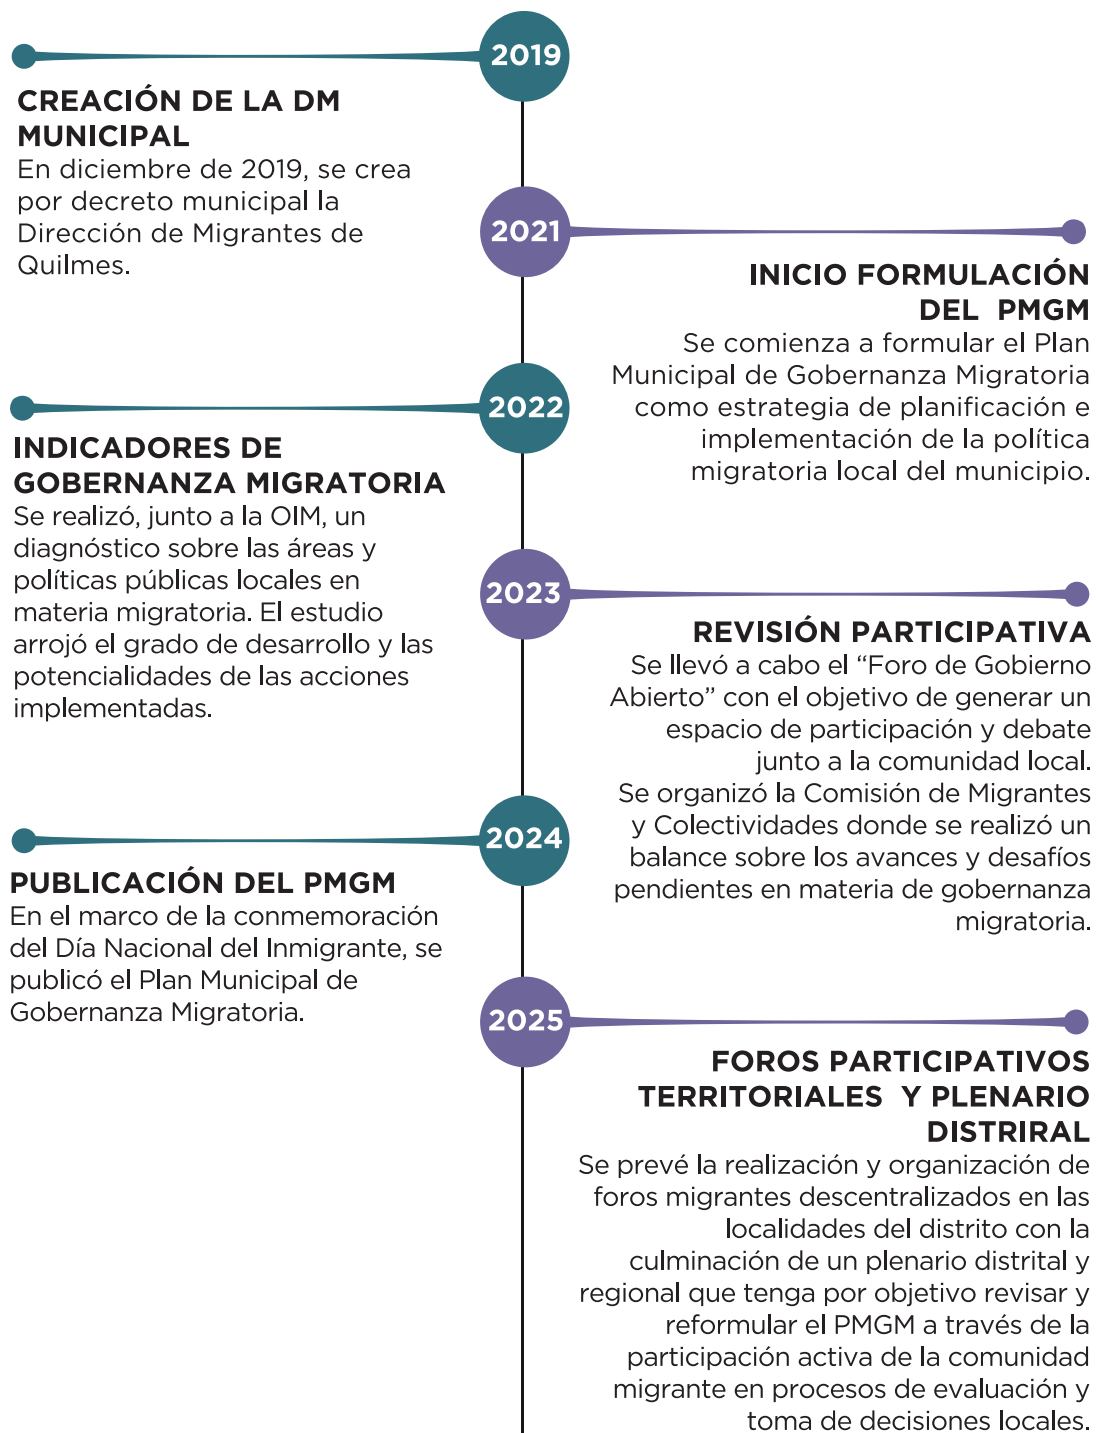 2019
CREACIÓN DE LA DM
MUNICIPAL
En diciembre de 2019, se crea
por decreto municipal la
Dirección de Migrantes de
Quilmes.
2021
INICIO FORMULACIÓN
DEL PMGM
Se comienza a formular el Plan
Municipal de Gobernanza Migratoria
como estrategia de planificación e
implementación de la política
migratoria local del municipio.
2022
INDICADORES DE
GOBERNANZA MIGRATORIA
Se realizó, junto a la OIM, un
diagnóstico sobre las áreas y
políticas públicas locales en
materia migratoria. El estudio
arrojó el grado de desarrollo y las
potencialidades de las acciones
implementadas.
2023
REVISIÓN PARTICIPATIVA
Se llevó a cabo el “Foro de Gobierno
Abierto” con el objetivo de generar un
espacio de participación y debate
junto a la comunidad local.
Se organizó la Comisión de Migrantes
y Colectividades donde se realizó un
balance sobre los avances y desafíos
pendientes en materia de gobernanza
migratoria.
2024
PUBLICACIÓN DEL PMGM
En el marco de la conmemoración
del Día Nacional del Inmigrante, se
publicó el Plan Municipal de
Gobernanza Migratoria.
2025
FOROS PARTICIPATIVOS
TERRITORIALES Y PLENARIO
DISTRIRAL
Se prevé la realización y organización de
foros migrantes descentralizados en las
localidades del distrito con la
culminación de un plenario distrital y
regional que tenga por objetivo revisar y
reformular el PMGM a través de la
participación activa de la comunidad
migrante en procesos de evaluación y
toma de decisiones locales.